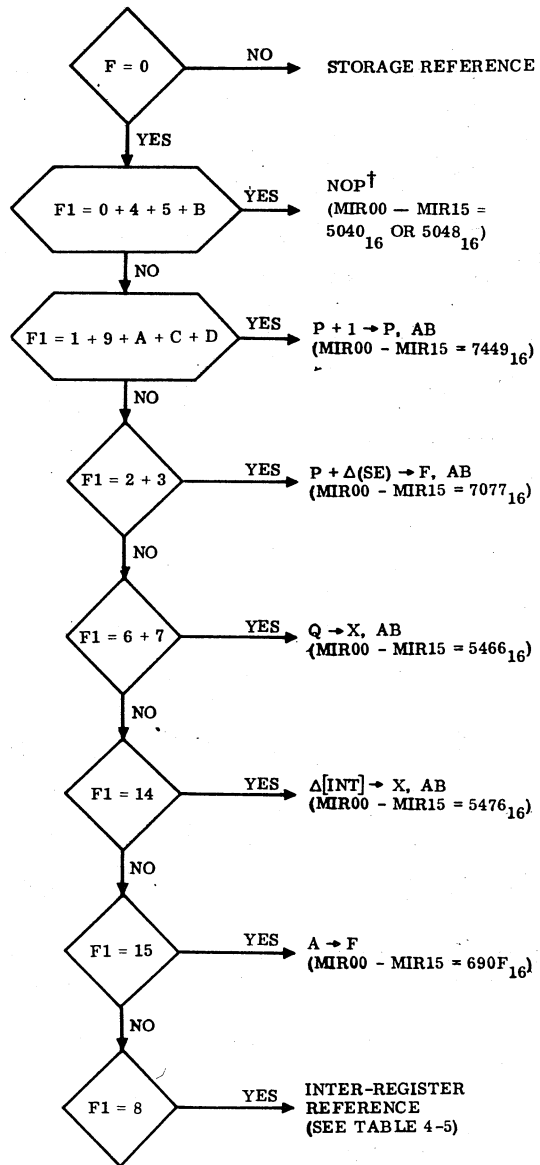 F = 0
NO
STORAGE REFERENCE
YES
F1 = 0 + 4 + 5 + B
YES
NOP†
(MIR00 — MIR15 =
5040₁₆ OR 5048₁₆)
NO
F1 = 1 + 9 + A + C + D
YES
P + 1 → P, AB
(MIR00 - MIR15 = 7449₁₆)
NO
F1 = 2 + 3
YES
P + Δ(SE) → F, AB
(MIR00 - MIR15 = 7077₁₆)
NO
F1 = 6 + 7
YES
Q → X, AB
(MIR00 - MIR15 = 5466₁₆)
NO
F1 = 14
YES
Δ[INT] → X, AB
(MIR00 - MIR15 = 5476₁₆)
NO
F1 = 15
YES
A → F
(MIR00 - MIR15 = 690F₁₆)
NO
F1 = 8
YES
INTER-REGISTER
REFERENCE
(SEE TABLE 4-5)